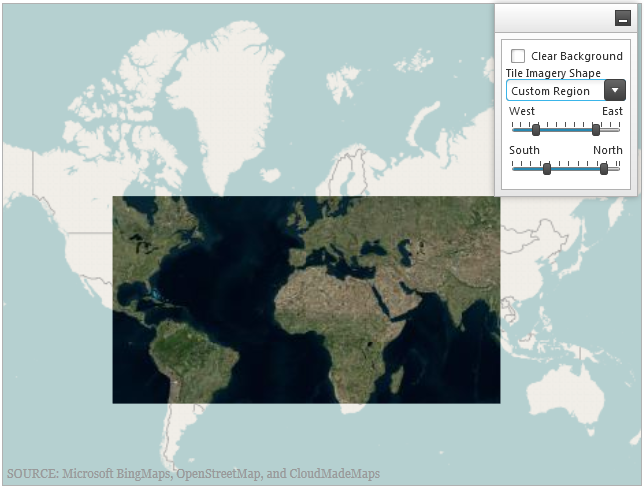 Clear Background
Tile Imagery Shape
Custom Region
West East
South North
SOURCE: Microsoft BingMaps, OpenStreetMap, and CloudMadeMaps